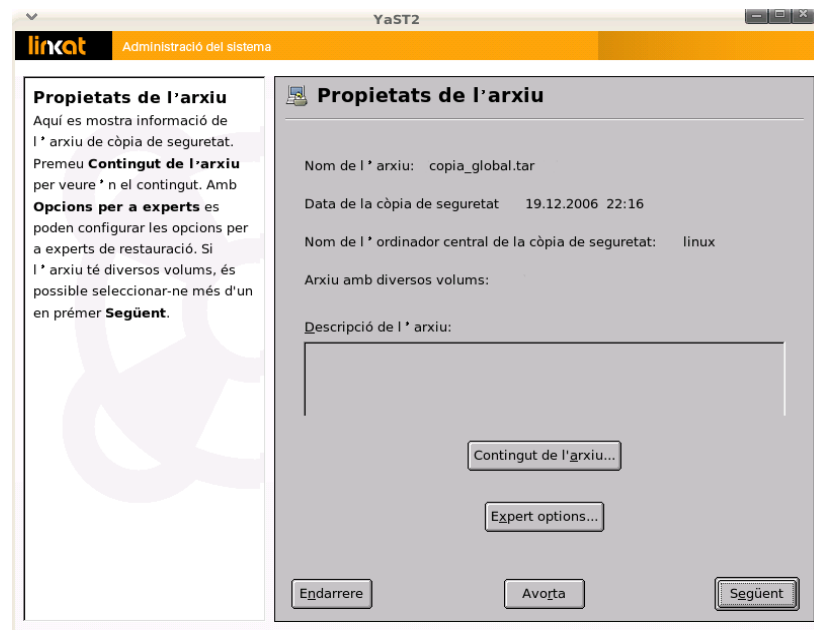 YaST2
linkat Administració del sistema
Propietats de l'arxiu
Aquí es mostra informació de
l'arxiu de còpia de seguretat.
Premeu Contingut de l'arxiu
per veure'n el contingut. Amb
Opcions per a experts es
poden configurar les opcions per
a experts de restauració. Si
l'arxiu té diversos volums, és
possible seleccionar-ne més d'un
en prémer Següent.
Propietats de l'arxiu
Nom de l'arxiu: copia_global.tar
Data de la còpia de seguretat 19.12.2006 22:16
Nom de l'ordinador central de la còpia de seguretat: linux
Arxiu amb diversos volums:
Descripció de l'arxiu:
Contingut de l'arxiu...
Expert options...
Endarrere Avorta Següent